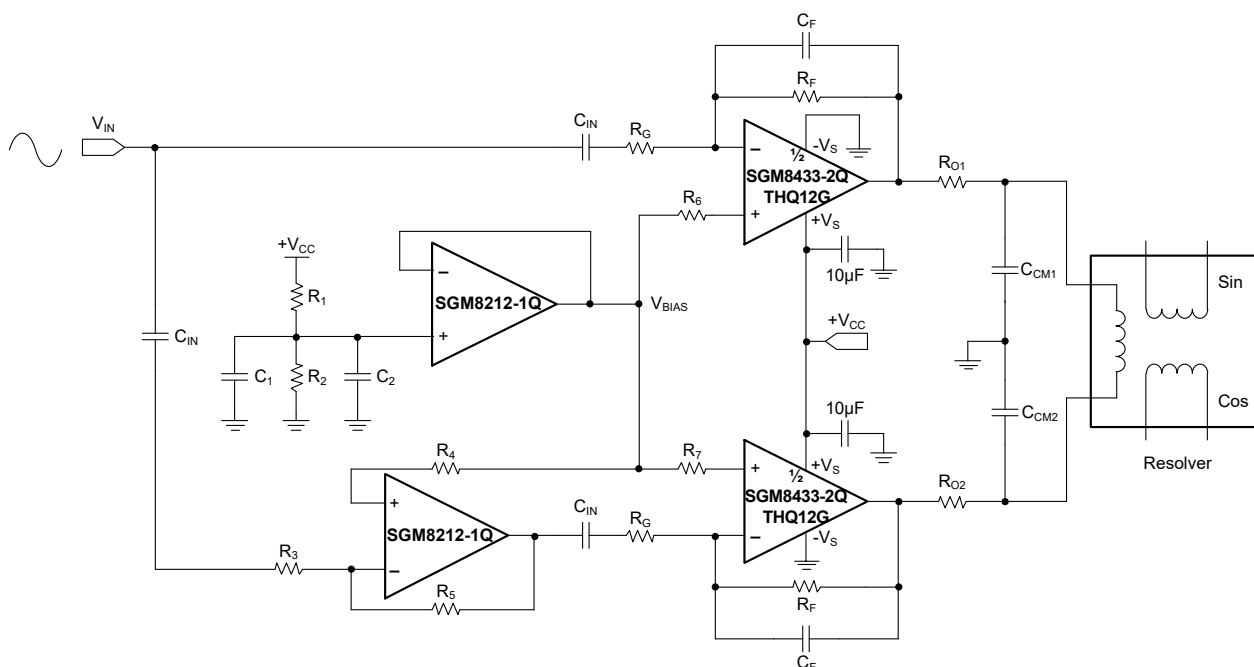 C_F
R_F
V_IN
C_IN
R_G
−
½
-V_S
SGM8433-2Q
THQ12G
R_O1
R_6
+
+V_S
+V_CC
10µF
−
C_CM1
Sin
R_1
SGM8212-1Q
V_BIAS
+V_CC
C_IN
+
C_1
R_2
C_2
10µF
C_CM2
Cos
R_4
R_7
+
½
+V_S
Resolver
+
SGM8433-2Q
THQ12G
R_O2
C_IN
R_G
SGM8212-1Q
−
-V_S
R_3
−
R_5
R_F
C_F